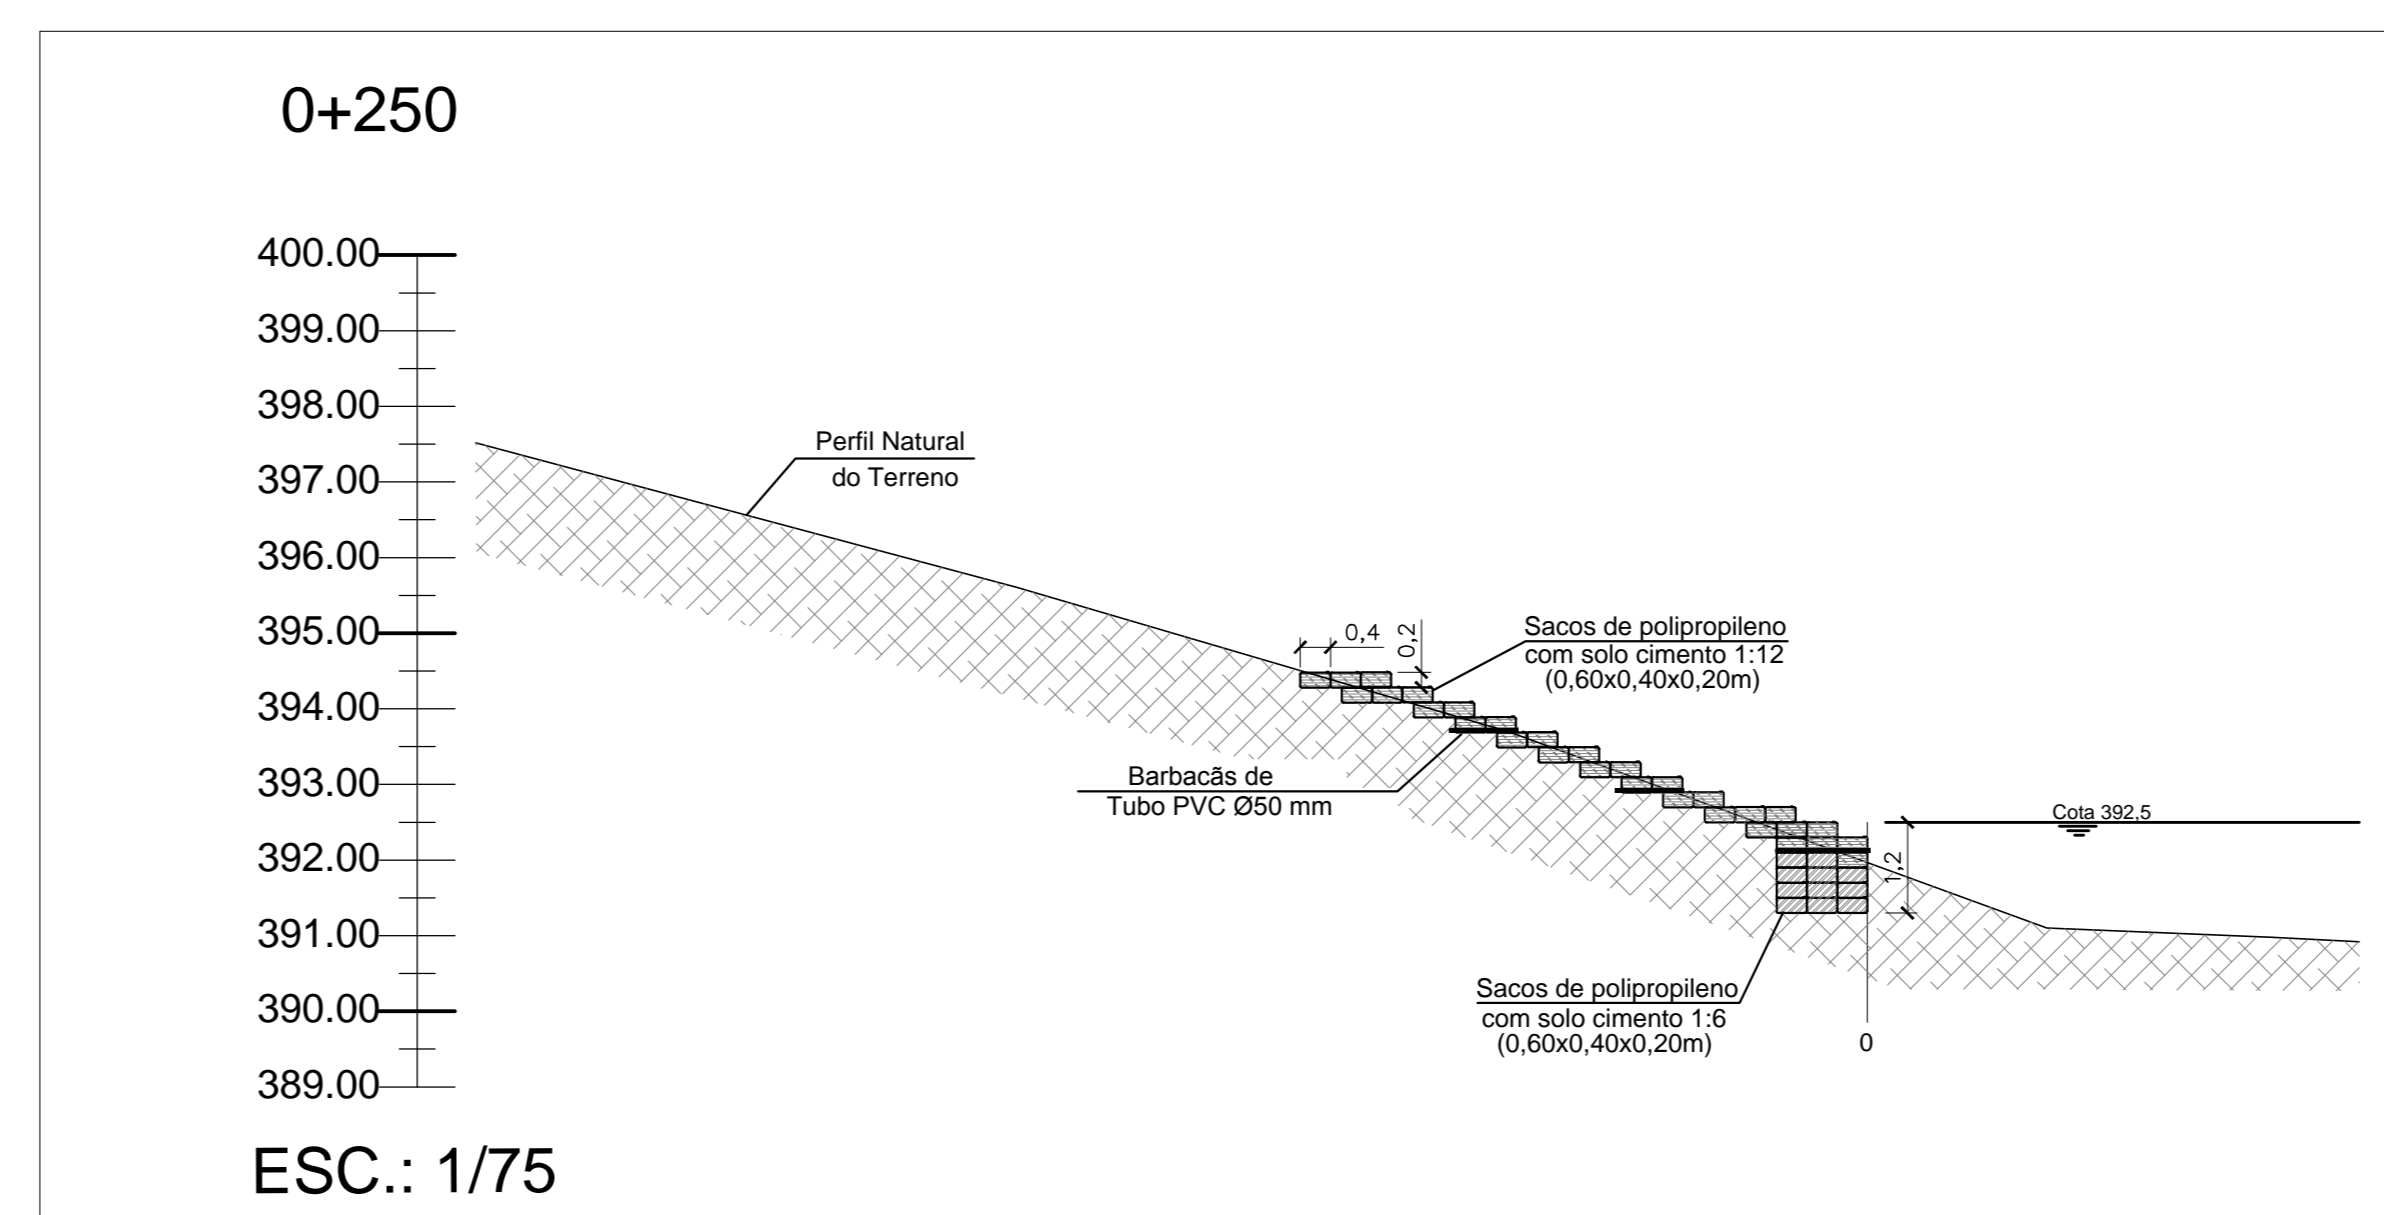 0+250
400.00
399.00
398.00
397.00
396.00
395.00
394.00
393.00
392.00
391.00
390.00
389.00
Perfil Natural
do Terreno
0,4
0,2
Sacos de polipropileno
com solo cimento 1:12
(0,60x0,40x0,20m)
Barbacãs de
Tubo PVC Ø50 mm
Cota 392,5
1,2
Sacos de polipropileno
com solo cimento 1:6
(0,60x0,40x0,20m)
0
ESC.: 1/75